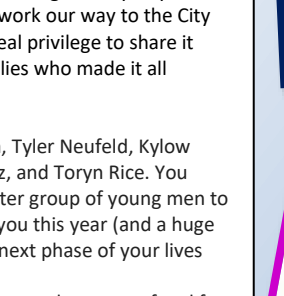 work our way to the City
eal privilege to share it
lies who made it all
, Tyler Neufeld, Kylow
z, and Toryn Rice. You
ter group of young men to
you this year (and a huge
next phase of your lives